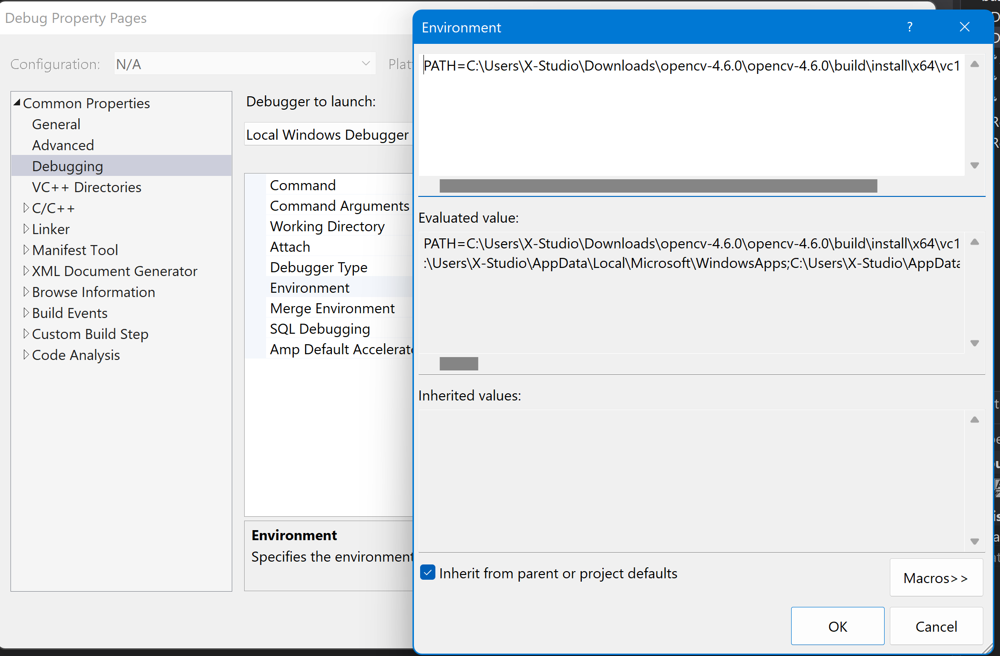 Debug Property Pages
Configuration:
N/A
Common Properties
General
Advanced
Debugging
VC++ Directories
C/C++
Linker
Manifest Tool
XML Document Generator
Browse Information
Build Events
Custom Build Step
Code Analysis
Debugger to launch:
Local Windows Debugger
Command
Command Arguments
Working Directory
Attach
Debugger Type
Environment
Merge Environment
SQL Debugging
Amp Default
Environment
Specifies the environment
Environment
?
PATH=C:\Users\X-Studio\Downloads\opencv-4.6.0\opencv-4.6.0\build\install\x64\vc1
Evaluated value:
PATH=C:\Users\X-Studio\Downloads\opencv-4.6.0\opencv-4.6.0\build\install\x64\vc1
:\Users\X-Studio\AppData\Local\Microsoft\WindowsApps;C:\Users\X-Studio\AppData
Inherited values:
Inherit from parent or project defaults
Macros>>
OK
Cancel